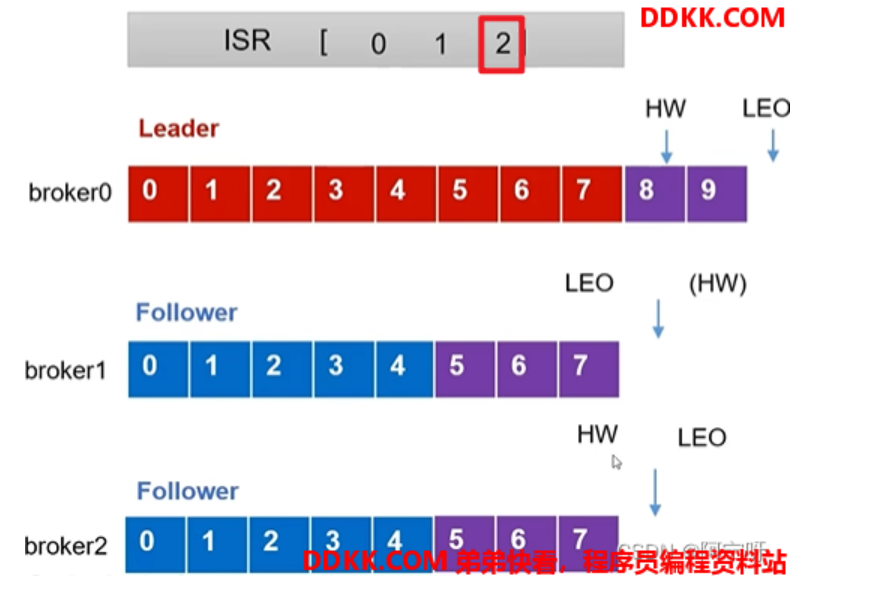 DDKK.COM
ISR [ 0 1 2
HW LEO
Leader
broker0 0 1 2 3 4 5 6 7 8 9
LEO (HW)
Follower
broker1 0 1 2 3 4 5 6 7
HW LEO
Follower
broker2 0 1 2 3 4 5 6 7
DDKK.COM 弟弟快看，程序员编程资料站